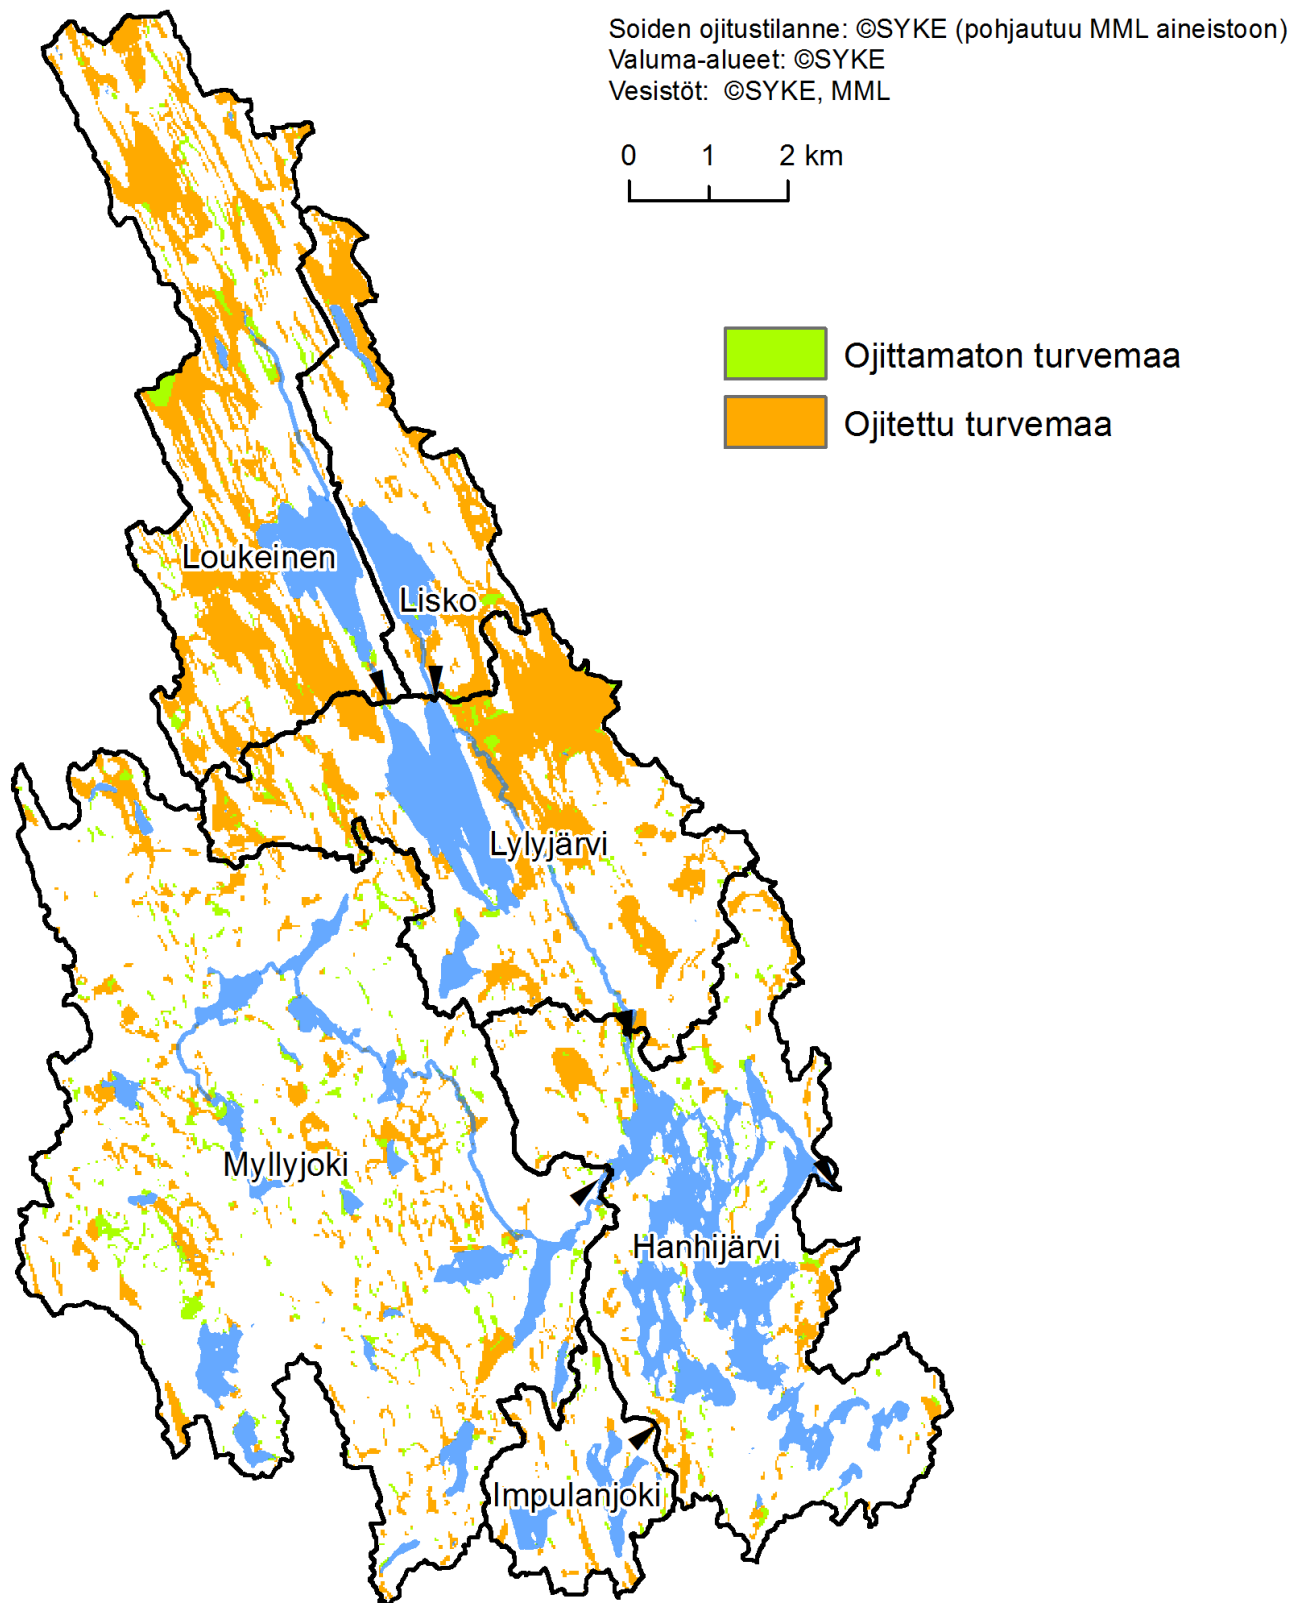 Soiden ojitustilanne: ©SYKE (pohjautuu MML aineistoon)
Valuma-alueet: ©SYKE
Vesistöt: ©SYKE, MML
0 1 2 km
Ojittamaton turvemaa
Ojitettu turvemaa
Loukeinen
Lisko
Lylyjärvi
Myllyjoki
Hanhijärvi
Impulanjoki